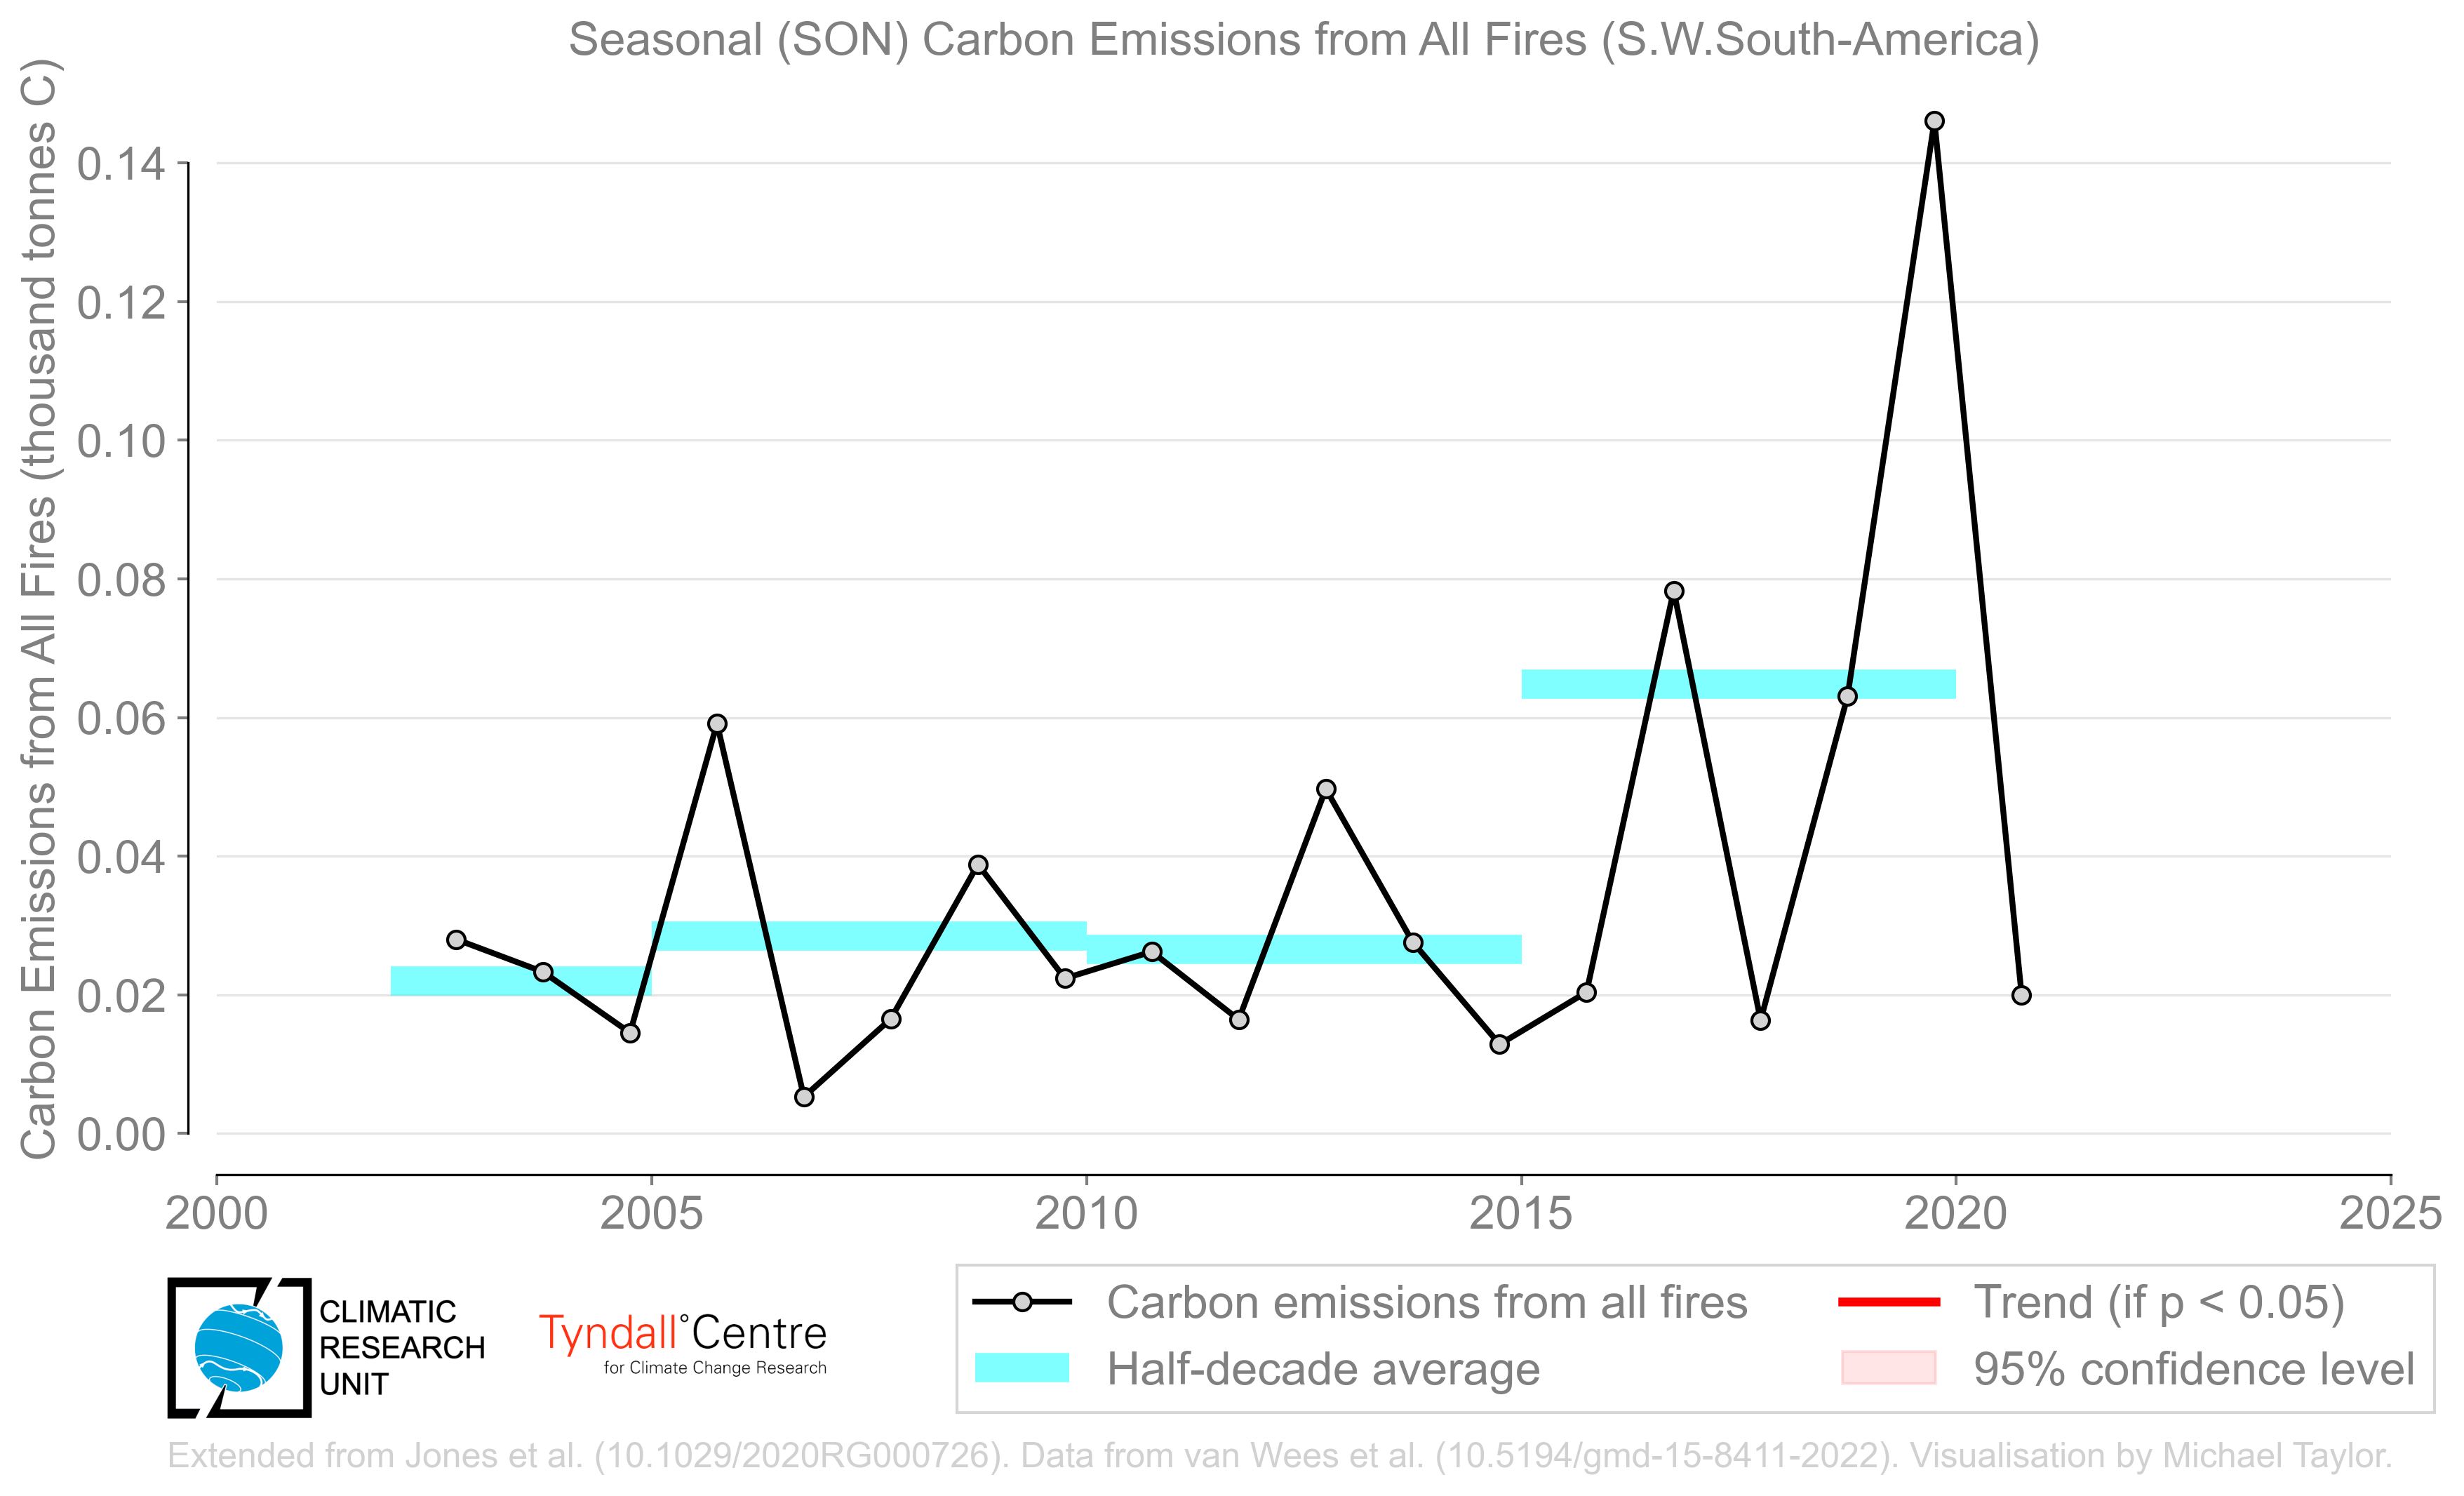 Seasonal (SON) Carbon Emissions from All Fires (S.W.South-America)
Carbon Emissions from All Fires (thousand tonnes C)
0.14
0.12
0.10
0.08
0.06
0.04
0.02
0.00
2000
2005
2010
2015
2020
2025
CLIMATIC
RESEARCH
UNIT
Tyndall°Centre
for Climate Change Research
Carbon emissions from all fires
Half-decade average
Trend (if p < 0.05)
95% confidence level
Extended from Jones et al. (10.1029/2020RG000726). Data from van Wees et al. (10.5194/gmd-15-8411-2022). Visualisation by Michael Taylor.